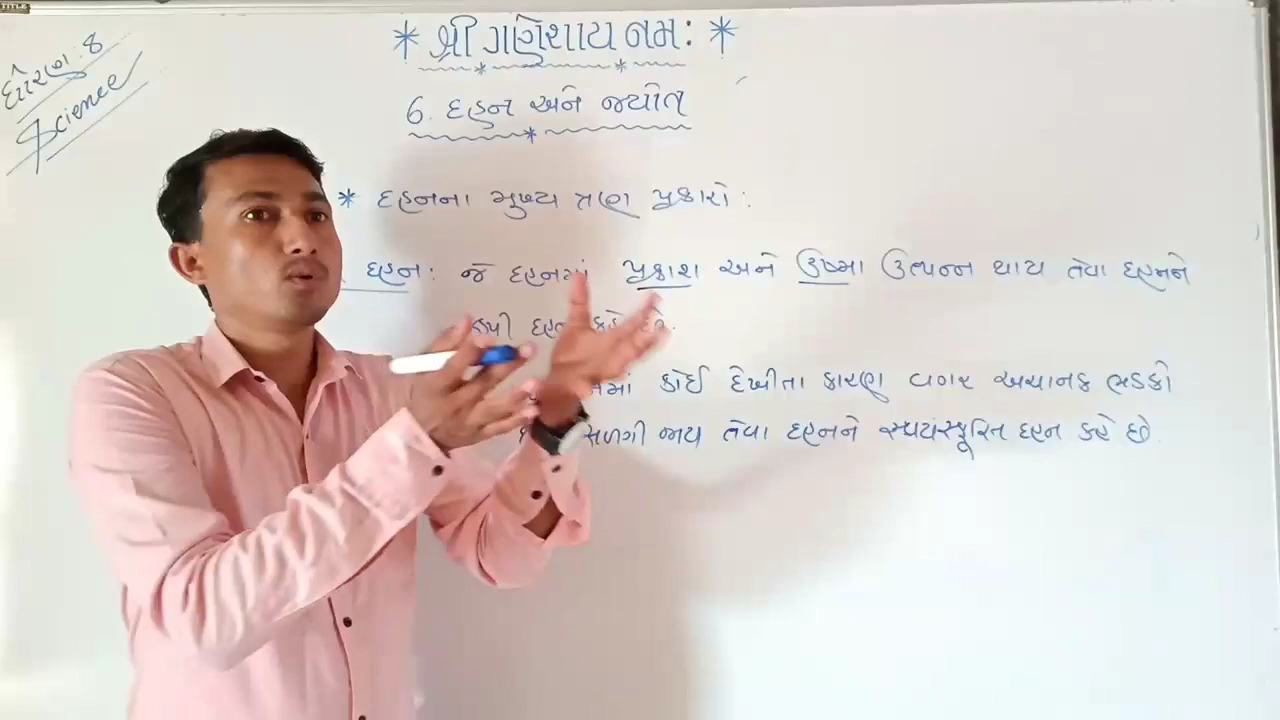 TITLE
ધોરણ : 8
Science
* શ્રી ગણેશાય નમઃ *
6. દહન અને જ્યોત
* દહનના મુખ્ય ત્રણ પ્રકારો :
દહન : જે દહનમાં પ્રકાશ અને ઉષ્મા ઉત્પન્ન થાય તેવા દહનને
દહન કહે છે.
કોઈ દેખીતા કારણ વગર અચાનક ભડકો
સળગી જાય તેવા દહનને સ્વયંસ્ફૂરિત દહન કહે છે.